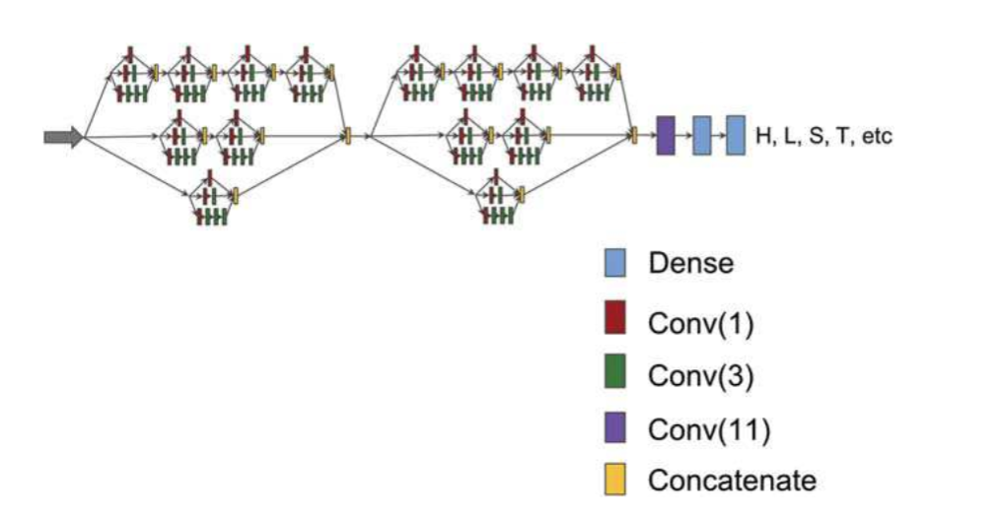 H, L, S, T, etc
Dense
Conv(1)
Conv(3)
Conv(11)
Concatenate